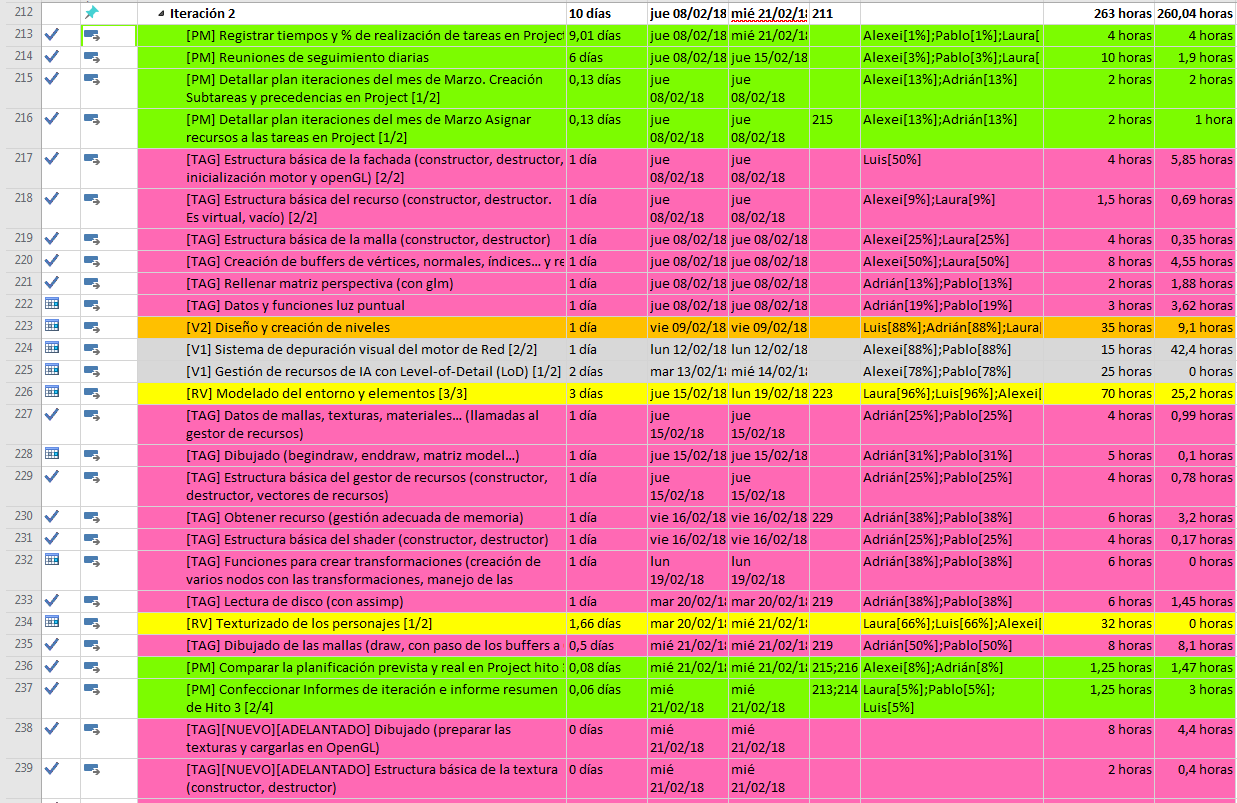 212 Iteración 2 10 días jue 08/02/18 mié 21/02/1 211 263 horas 260,04 horas
213 [PM] Registrar tiempos y % de realización de tareas en Project 9,01 días jue 08/02/18 mié 21/02/1 Alexei[1%];Pablo[1%];Laura[ 4 horas 4 horas
214 [PM] Reuniones de seguimiento diarias 6 días jue 08/02/18 jue 15/02/18 Alexei[3%];Pablo[3%];Laura[ 10 horas 1,9 horas
215 [PM] Detallar plan iteraciones del mes de Marzo. Creación 0,13 días jue jue Alexei[13%];Adrián[13%] 2 horas 2 horas
Subtareas y precedencias en Project [1/2] 08/02/18 08/02/18
216 [PM] Detallar plan iteraciones del mes de Marzo Asignar 0,13 días jue jue 215 Alexei[13%];Adrián[13%] 2 horas 1 hora
recursos a las tareas en Project [1/2] 08/02/18 08/02/18
217 [TAG] Estructura básica de la fachada (constructor, destructor, 1 día jue jue Luis[50%] 4 horas 5,85 horas
inicialización motor y openGL) [2/2] 08/02/18 08/02/18
218 [TAG] Estructura básica del recurso (constructor, destructor. 1 día jue jue Alexei[9%];Laura[9%] 1,5 horas 0,69 horas
Es virtual, vacío) [2/2] 08/02/18 08/02/18
219 [TAG] Estructura básica de la malla (constructor, destructor) 1 día jue 08/02/18 jue 08/02/18 Alexei[25%];Laura[25%] 4 horas 0,35 horas
220 [TAG] Creación de buffers de vértices, normales, índices... y re 1 día jue 08/02/18 jue 08/02/18 Alexei[50%];Laura[50%] 8 horas 4,55 horas
221 [TAG] Rellenar matriz perspectiva (con glm) 1 día jue 08/02/18 jue 08/02/18 Adrián[13%];Pablo[13%] 2 horas 1,88 horas
222 [TAG] Datos y funciones luz puntual 1 día jue 08/02/18 jue 08/02/18 Adrián[19%];Pablo[19%] 3 horas 3,62 horas
223 [V2] Diseño y creación de niveles 1 día vie 09/02/18 vie 09/02/18 Luis[88%];Adrián[88%];Laura[ 35 horas 9,1 horas
224 [V1] Sistema de depuración visual del motor de Red [2/2] 1 día lun 12/02/18 lun 12/02/18 Alexei[88%];Pablo[88%] 15 horas 42,4 horas
225 [V1] Gestión de recursos de IA con Level-of-Detail (LoD) [1/2] 2 días mar 13/02/1 mié 14/02/1 Alexei[78%];Pablo[78%] 25 horas 0 horas
226 [RV] Modelado del entorno y elementos [3/3] 3 días jue 15/02/18 lun 19/02/18 223 Laura[96%];Luis[96%];Alexei[ 70 horas 25,2 horas
227 [TAG] Datos de mallas, texturas, materiales... (llamadas al 1 día jue jue Adrián[25%];Pablo[25%] 4 horas 0,99 horas
gestor de recursos) 15/02/18 15/02/18
228 [TAG] Dibujado (begindraw, enddraw, matriz model...) 1 día jue 15/02/18 jue 15/02/18 Adrián[31%];Pablo[31%] 5 horas 0,1 horas
229 [TAG] Estructura básica del gestor de recursos (constructor, 1 día jue jue Adrián[25%];Pablo[25%] 4 horas 0,78 horas
destructor, vectores de recursos) 15/02/18 15/02/18
230 [TAG] Obtener recurso (gestión adecuada de memoria) 1 día vie 16/02/18 vie 16/02/18 229 Adrián[38%];Pablo[38%] 6 horas 3,2 horas
231 [TAG] Estructura básica del shader (constructor, destructor) 1 día vie 16/02/18 vie 16/02/18 Adrián[25%];Pablo[25%] 4 horas 0,17 horas
232 [TAG] Funciones para crear transformaciones (creación de 1 día lun lun Adrián[38%];Pablo[38%] 6 horas 0 horas
varios nodos con las transformaciones, manejo de las 19/02/18 19/02/18
233 [TAG] Lectura de disco (con assimp) 1 día mar 20/02/1 mar 20/02/1 219 Adrián[38%];Pablo[38%] 6 horas 1,45 horas
234 [RV] Texturizado de los personajes [1/2] 1,66 días mar 20/02/1 mié 21/02/1 Laura[66%];Luis[66%];Alexei[ 32 horas 0 horas
235 [TAG] Dibujado de las mallas (draw, con paso de los buffers a 0,5 días mié 21/02/1 mié 21/02/1 219 Adrián[50%];Pablo[50%] 8 horas 8,1 horas
236 [PM] Comparar la planificación prevista y real en Project hito 0,08 días mié 21/02/1 mié 21/02/1 215;216 Alexei[8%];Adrián[8%] 1,25 horas 1,47 horas
237 [PM] Confeccionar Informes de iteración e informe resumen 0,06 días mié mié 213;214 Laura[5%];Pablo[5%]; 1,25 horas 3 horas
de Hito 3 [2/4] 21/02/18 21/02/18 Luis[5%]
238 [TAG][NUEVO][ADELANTADO] Dibujado (preparar las 0 días mié mié 8 horas 4,4 horas
texturas y cargarlas en OpenGL) 21/02/18 21/02/18
239 [TAG][NUEVO][ADELANTADO] Estructura básica de la textura 0 días mié mié 2 horas 0,4 horas
(constructor, destructor) 21/02/18 21/02/18